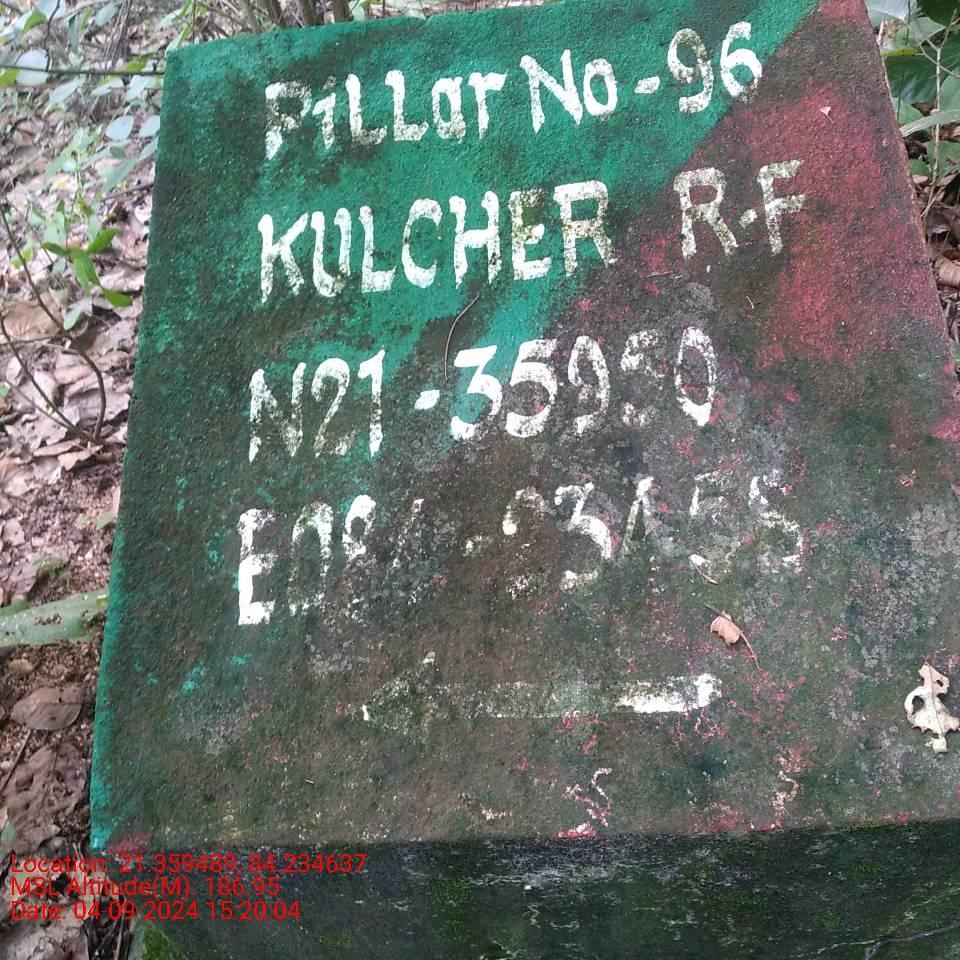 Pillar No-96
KULCHER R.F
N21-35950
Location: 21.359489, 84.234637
MSL Altitude(M): 186.95
Date: 04-09-2024 15:20:04